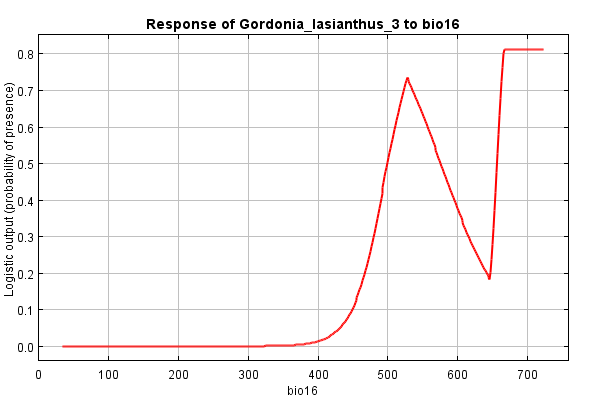 Response of Gordonia_lasianthus_3 to bio16
Logistic output (probability of presence)
0.8
0.7
0.6
0.5
0.4
0.3
0.2
0.1
0.0
0 100 200 300 400 500 600 700
bio16